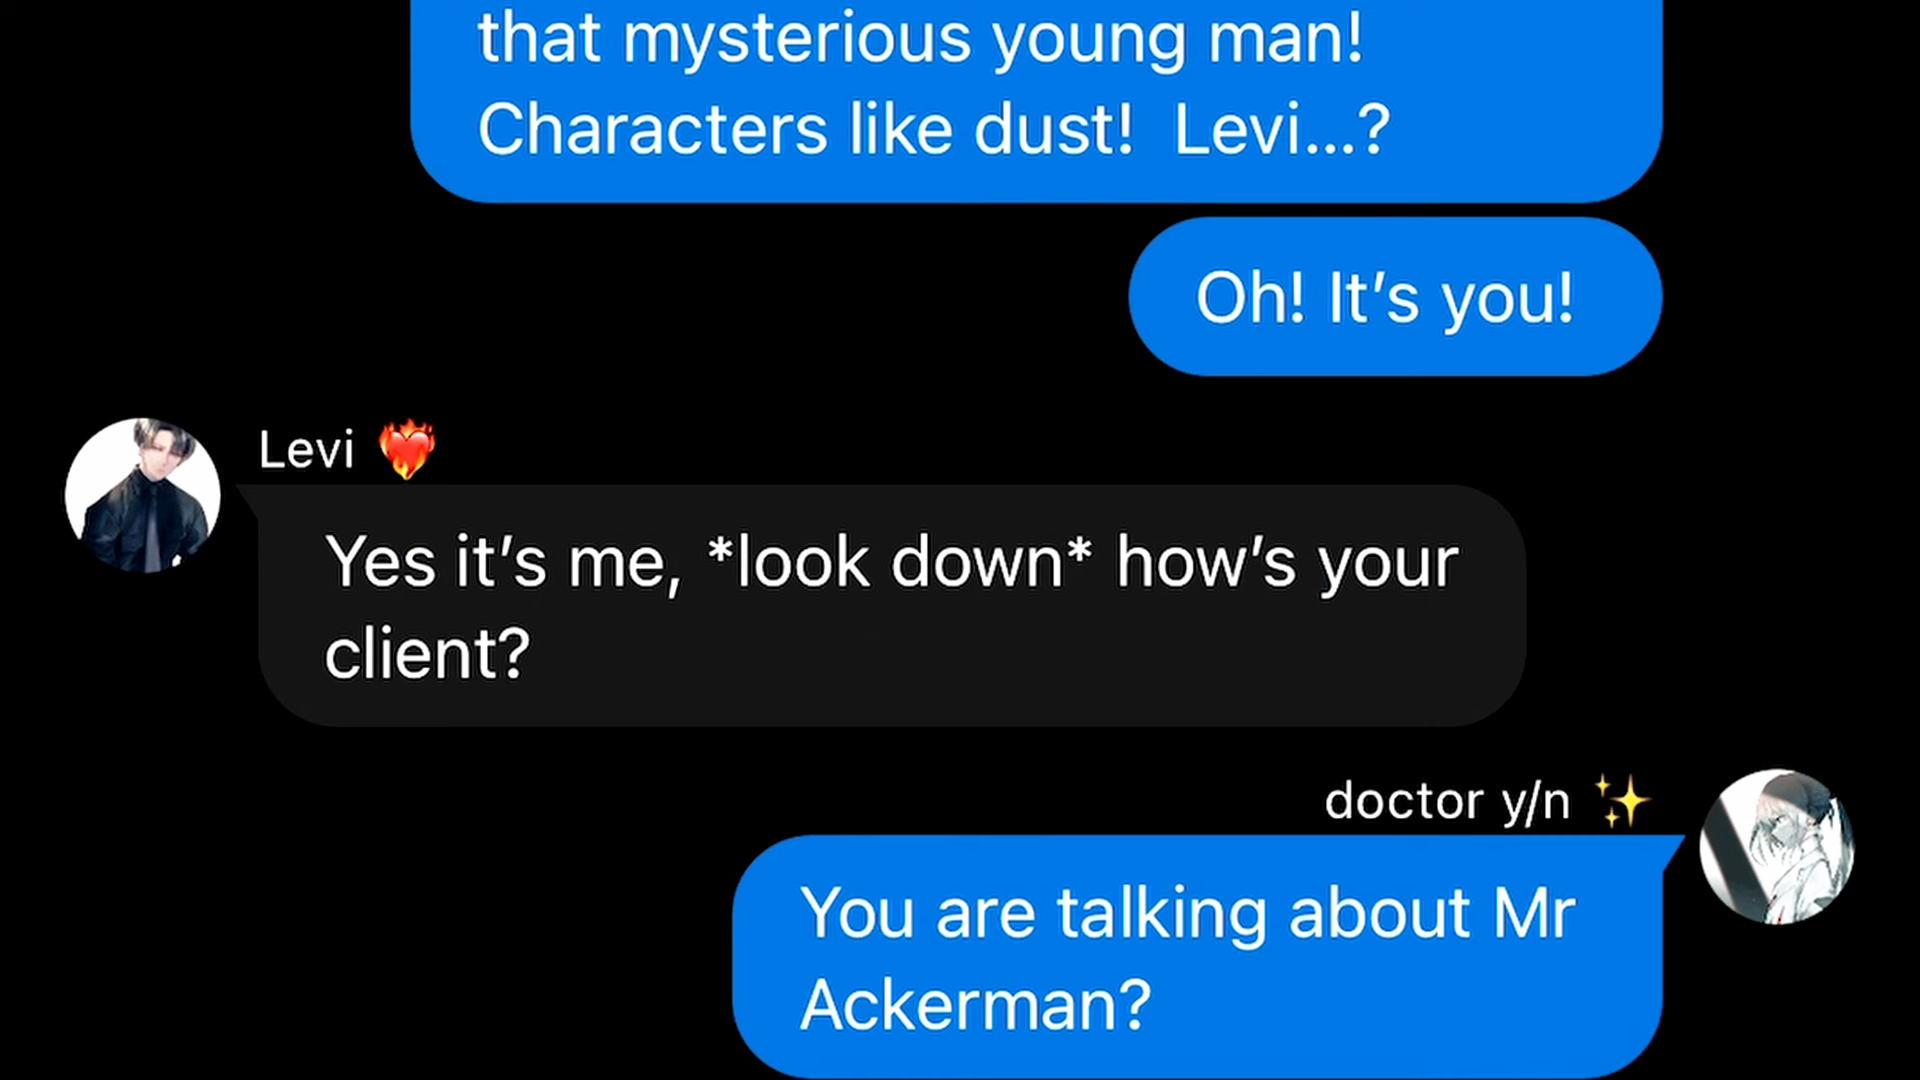 that mysterious young man!
Characters like dust!  Levi...?
Oh! It’s you!
Levi ❤️‍🔥
Yes it’s me, *look down* how’s your
client?
doctor y/n ✨
You are talking about Mr
Ackerman?